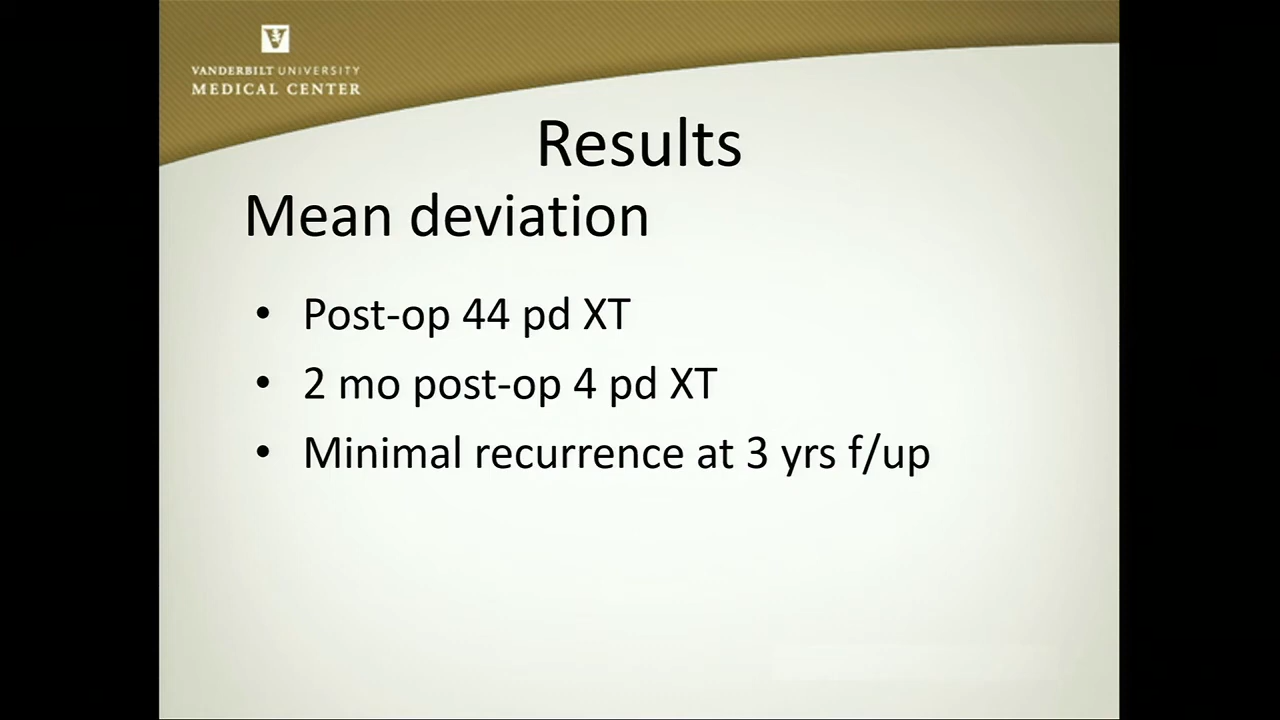 VANDERBILT UNIVERSITY
MEDICAL CENTER
Results
Mean deviation
• Post-op 44 pd XT
• 2 mo post-op 4 pd XT
• Minimal recurrence at 3 yrs f/up